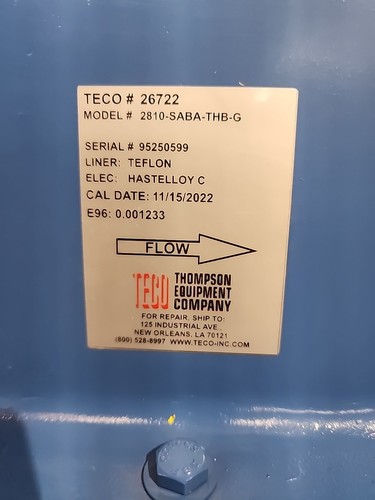 TECO # 26722
MODEL # 2810-SABA-THB-G
SERIAL # 95250599
LINER: TEFLON
ELEC: HASTELLOY C
CAL DATE: 11/15/2022
E96: 0.001233
FLOW
TECO THOMPSON
EQUIPMENT
COMPANY
FOR REPAIR, SHIP TO:
125 INDUSTRIAL AVE.
NEW ORLEANS, LA 70121
(800) 528-8997 WWW.TECO-INC.COM